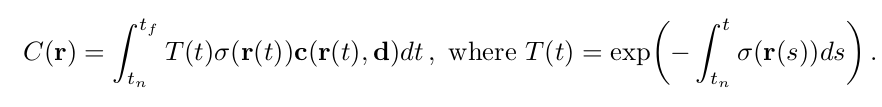 C(𝐫) = ∫_{t_n}^{t_f} T(t)σ(𝐫(t))𝐜(𝐫(t), 𝐝)dt , where T(t) = exp(−∫_{t_n}^{t} σ(𝐫(s))ds) .